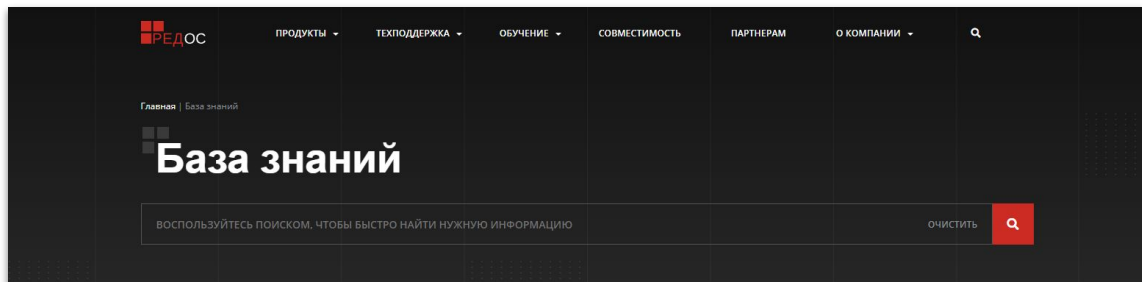 РЕДОС ПРОДУКТЫ ТЕХПОДДЕРЖКА ОБУЧЕНИЕ СОВМЕСТИМОСТЬ ПАРТНЕРАМ О КОМПАНИИ
Главная | База знаний
База знаний
ВОСПОЛЬЗУЙТЕСЬ ПОИСКОМ, ЧТОБЫ БЫСТРО НАЙТИ НУЖНУЮ ИНФОРМАЦИЮ ОЧИСТИТЬ